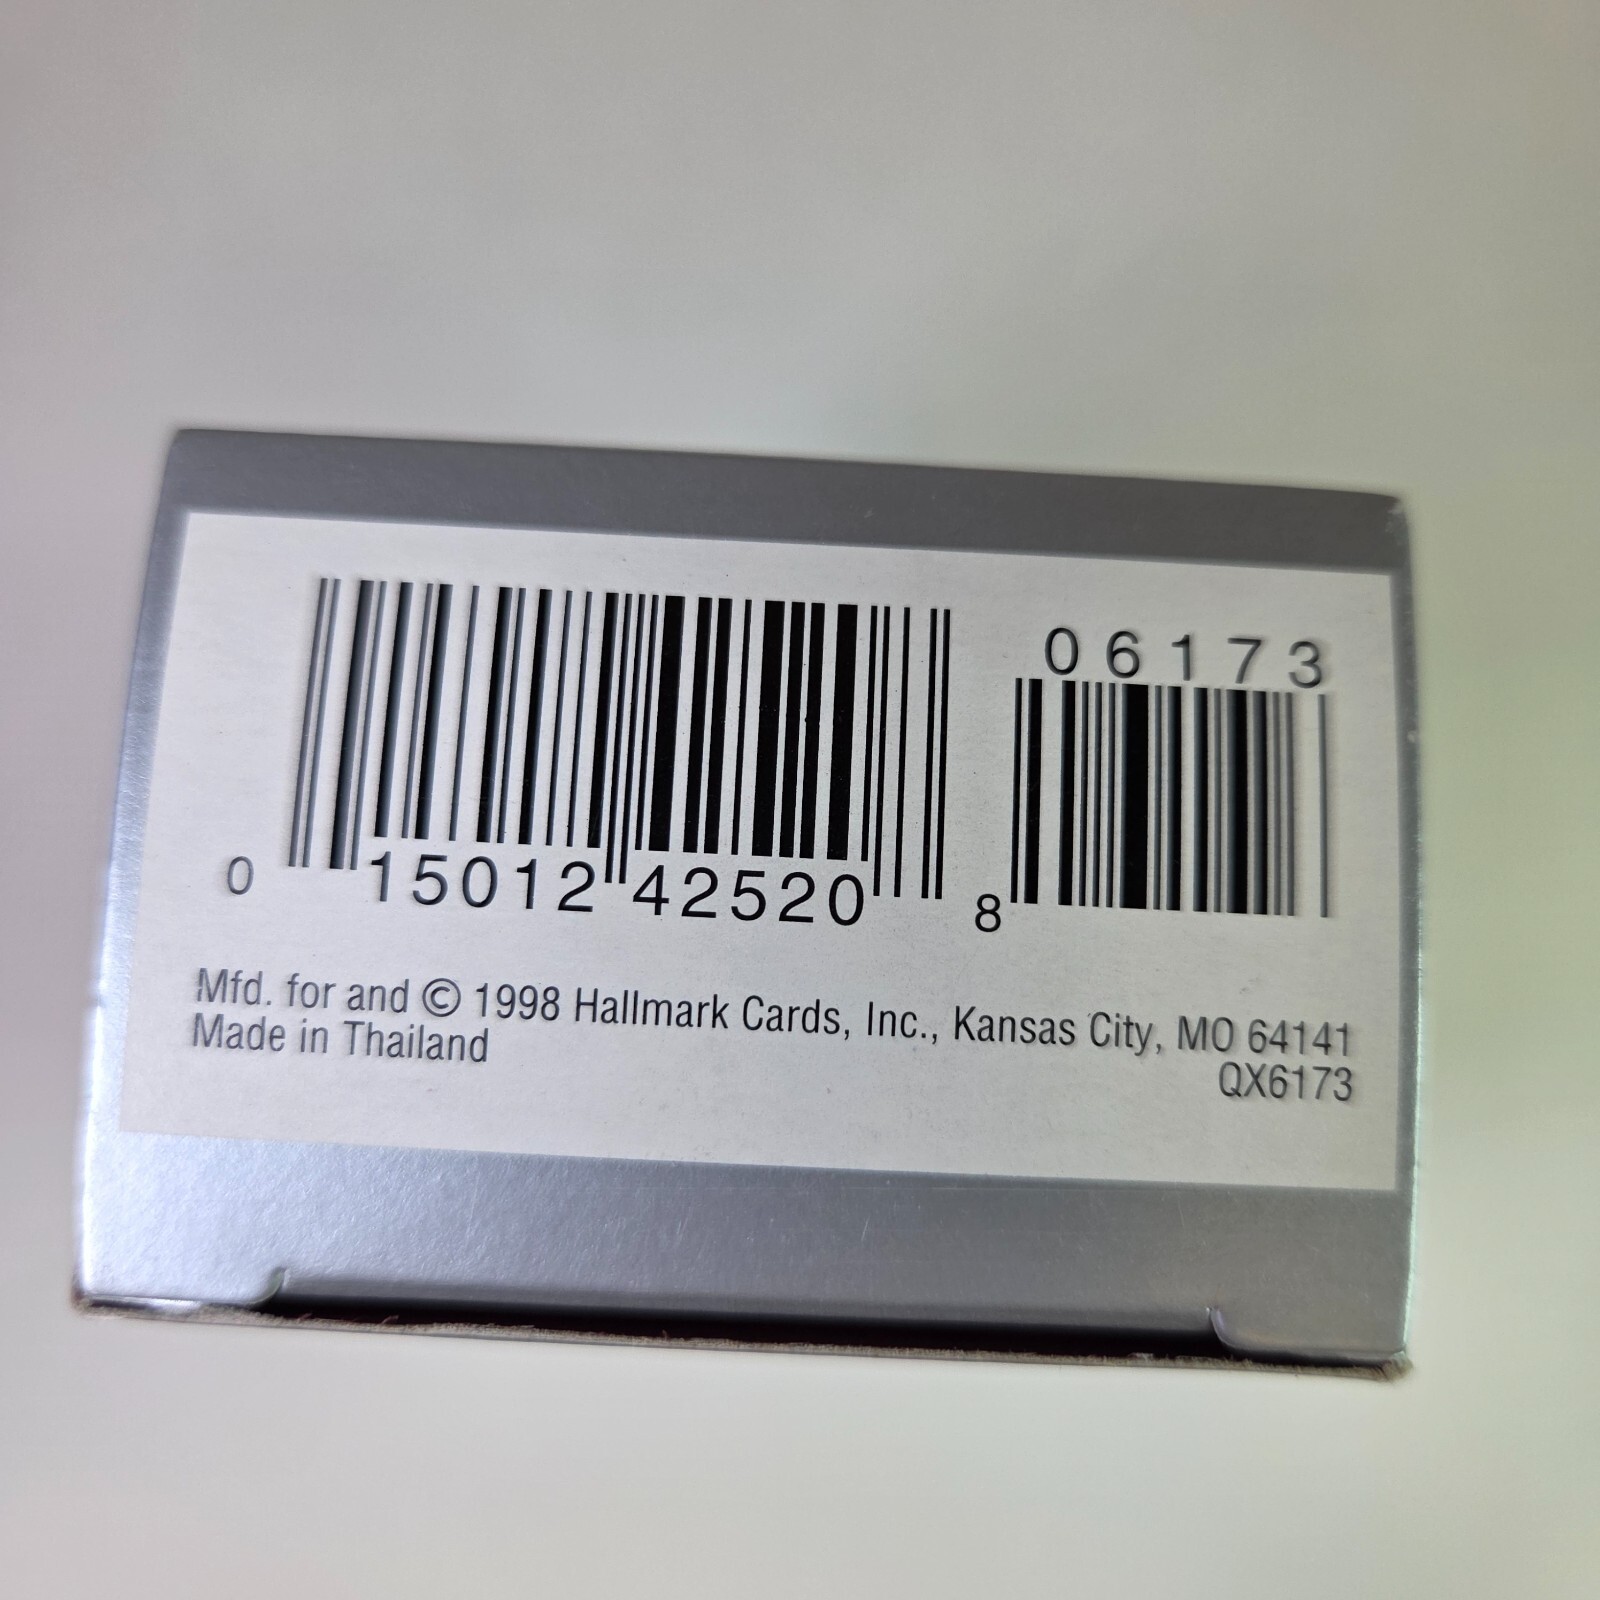 06173
0 15012 42520 8
Mfd. for and © 1998 Hallmark Cards, Inc., Kansas City, MO 64141
Made in Thailand
QX6173